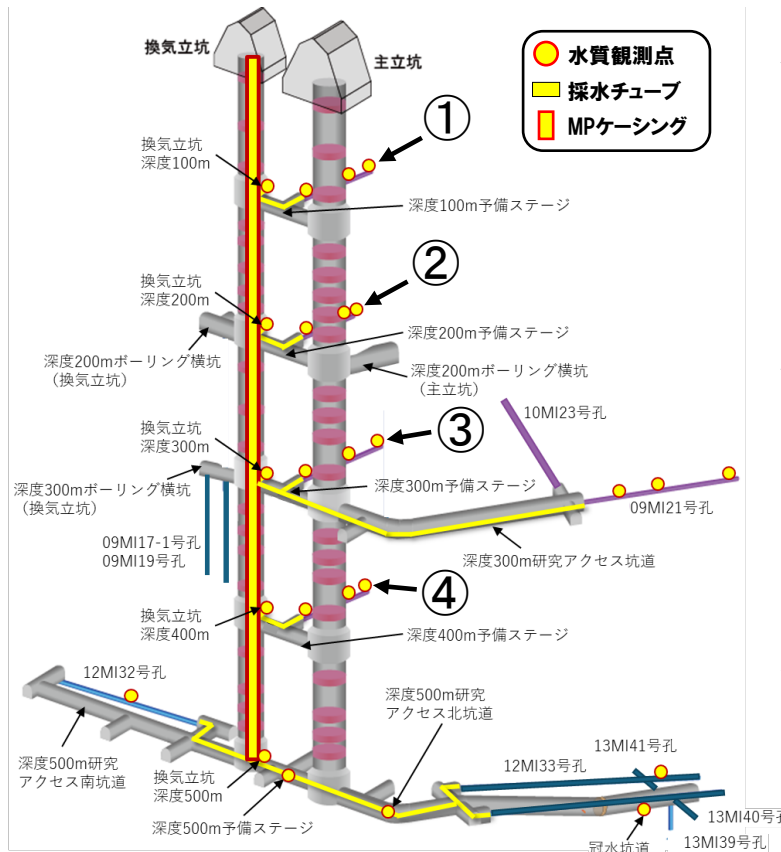 換気立坑
主立坑
水質観測点
採水チューブ
MPケーシング
①
換気立坑
深度100m
深度100m予備ステージ
②
換気立坑
深度200m
深度200m予備ステージ
深度200mボーリング横坑
(換気立坑)
深度200mボーリング横坑
(主立坑)
10MI23号孔
③
換気立坑
深度300m
深度300mボーリング横坑
(換気立坑)
深度300m予備ステージ
09MI21号孔
09MI17-1号孔
09MI19号孔
深度300m研究アクセス坑道
④
換気立坑
深度400m
深度400m予備ステージ
12MI32号孔
深度500m研究
アクセス北坑道
深度500m研究
アクセス南坑道
換気立坑
深度500m
13MI41号孔
12MI33号孔
深度500m予備ステージ
13MI40号孔
冠水坑道
13MI39号孔